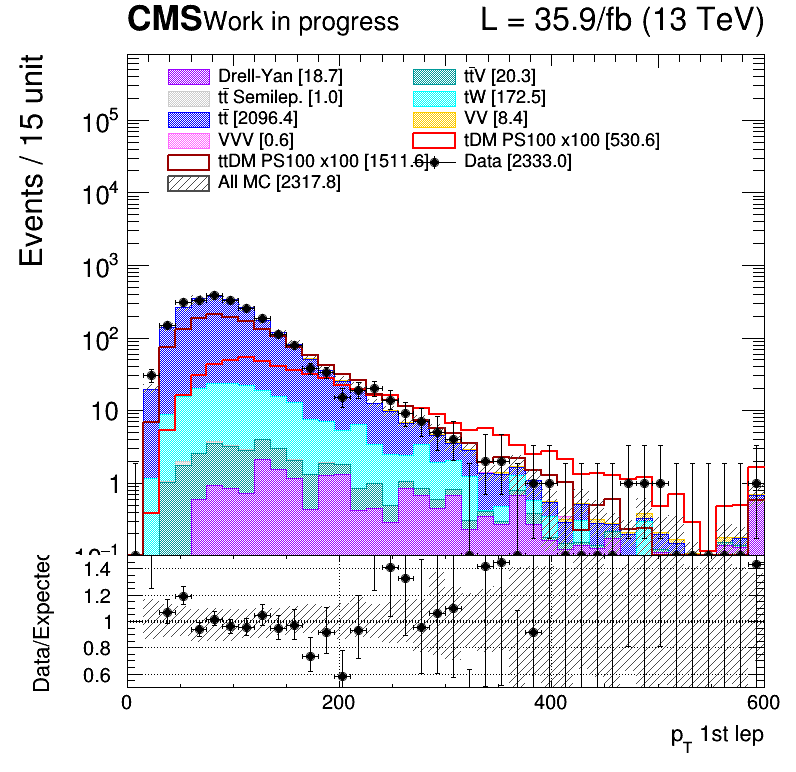 CMS Work in progress L = 35.9/fb (13 TeV)
Events / 15 unit
Drell-Yan [18.7] tt̄V [20.3]
tt̄ Semilep. [1.0] tW [172.5]
tt̄ [2096.4] VV [8.4]
VVV [0.6] tDM PS100 x100 [530.6]
ttDM PS100 x100 [1511.6] Data [2333.0]
All MC [2317.8]
10⁵
10⁴
10³
10²
10
1
10⁻¹
Data/Expected
1.4
1.2
1
0.8
0.6
0 200 400 600
p_T 1st lep